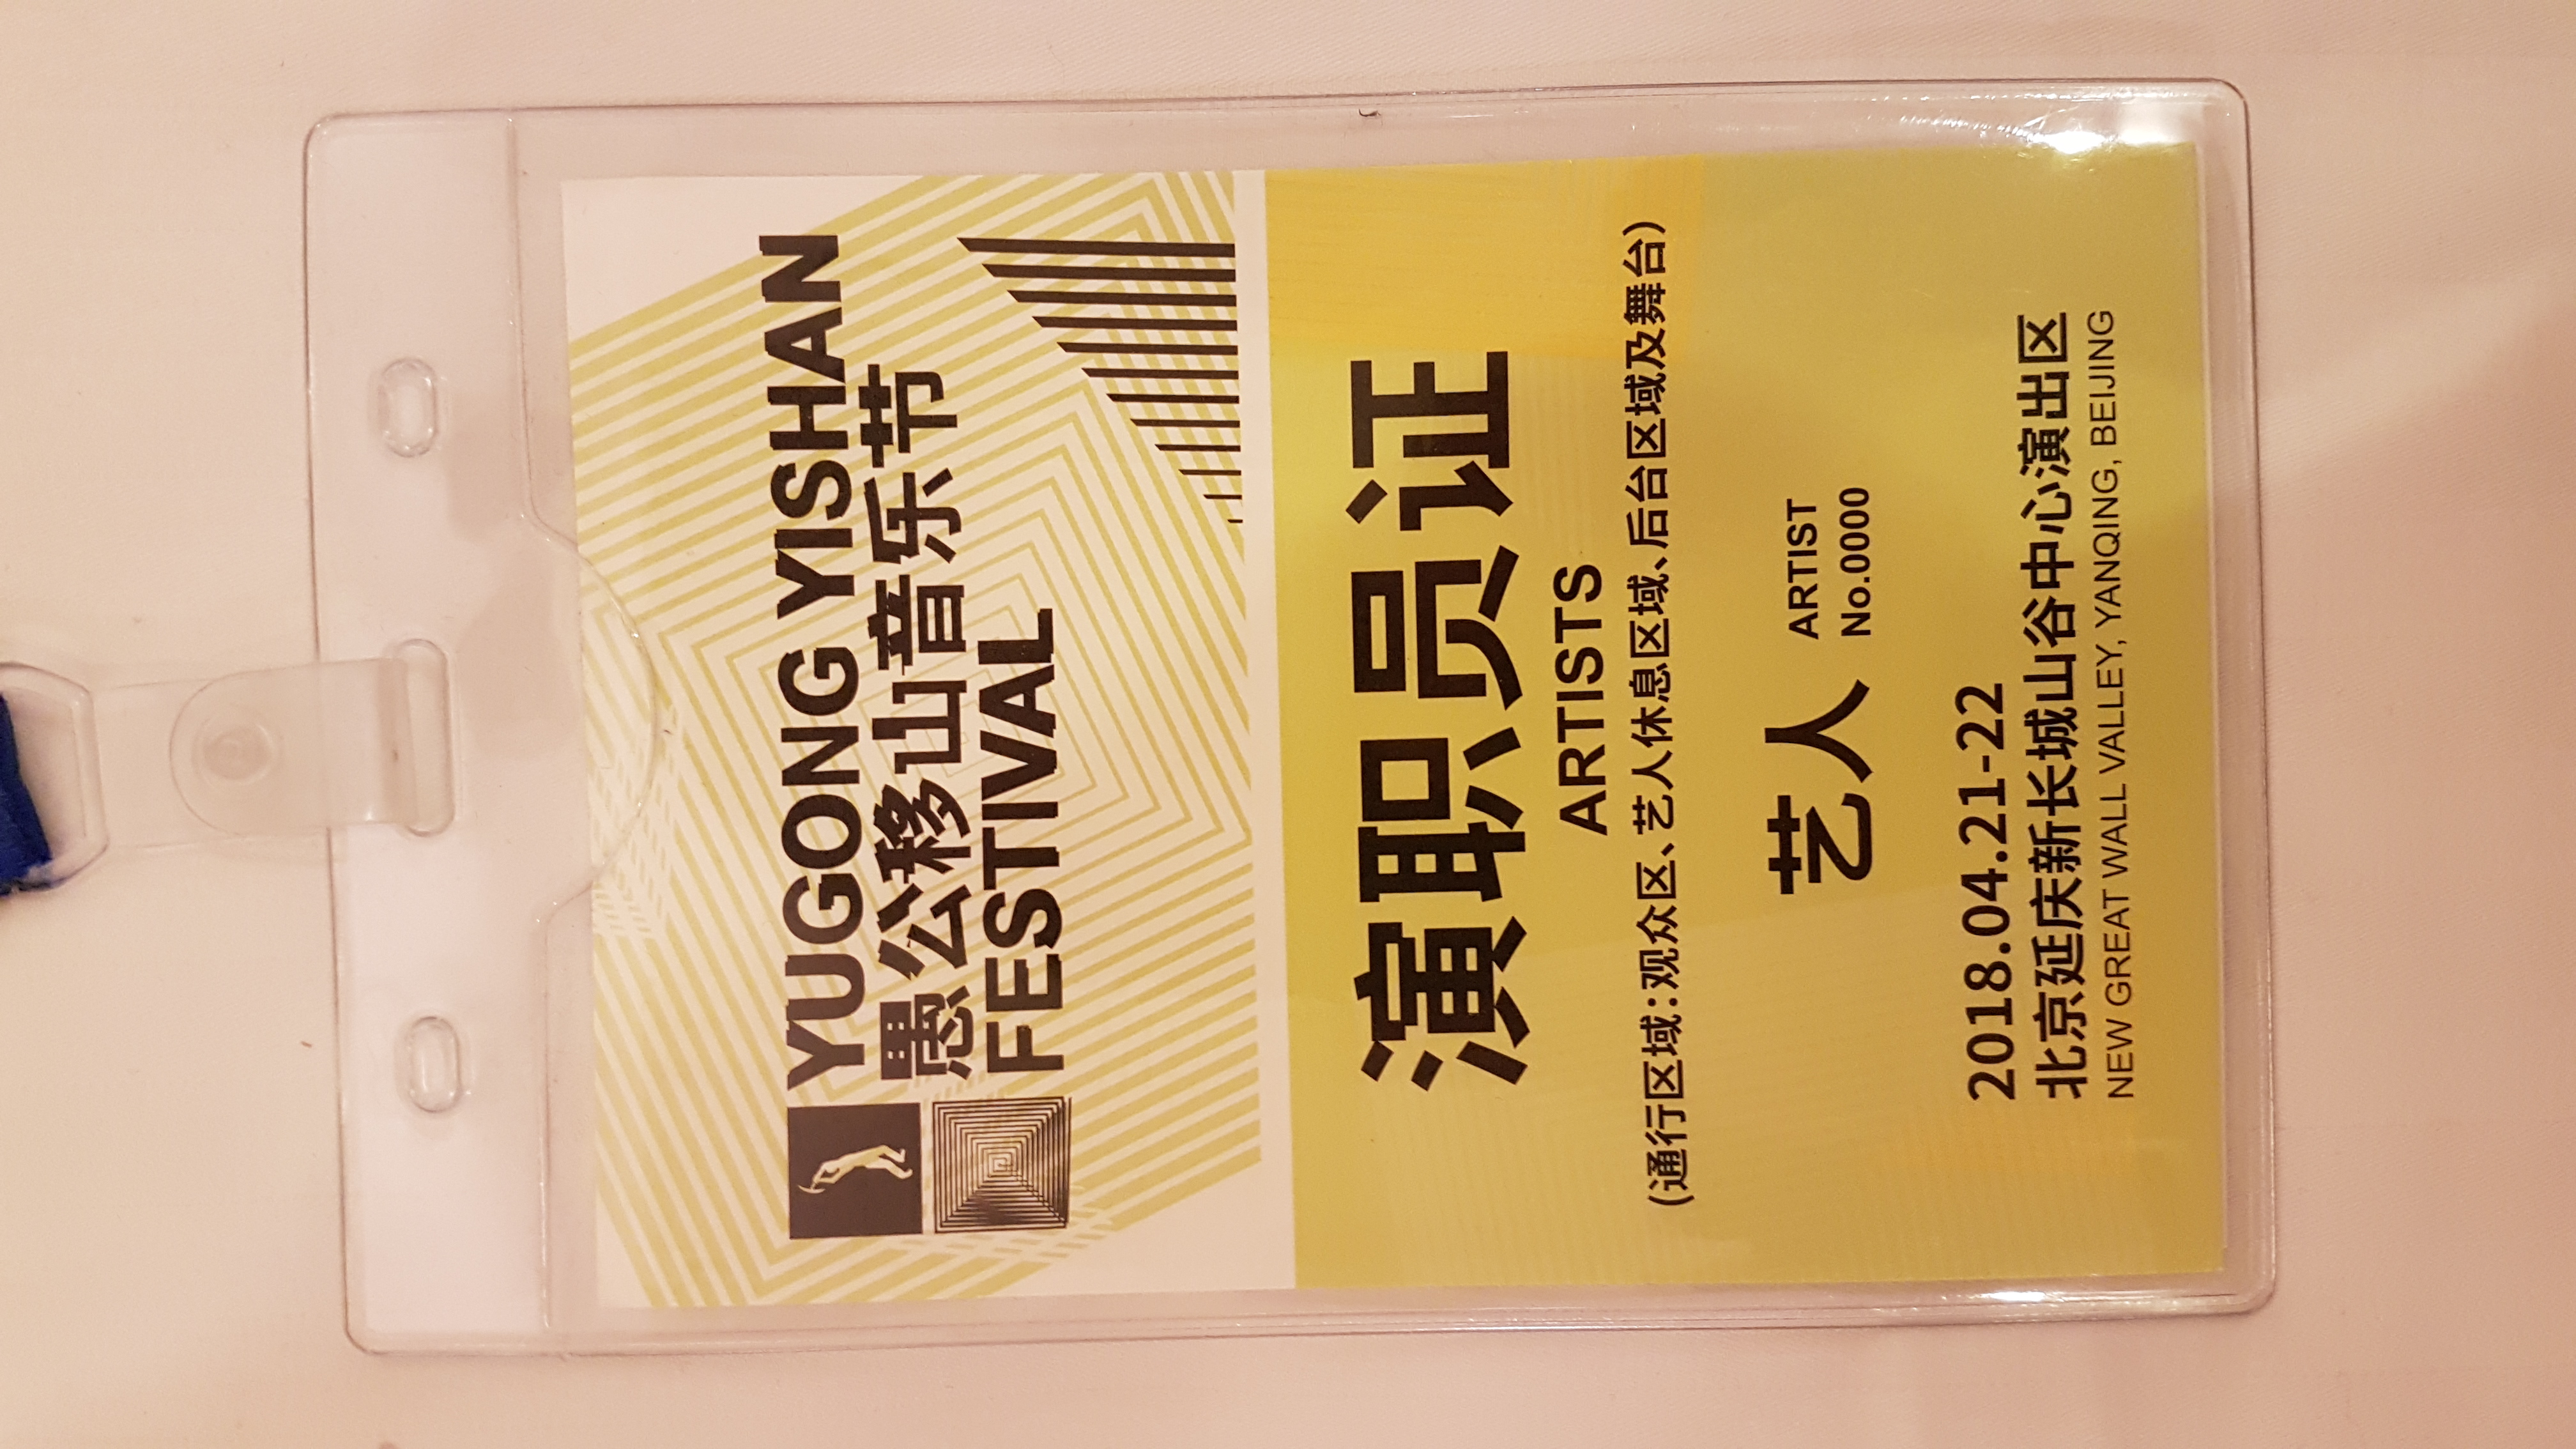 YUGONG YISHAN
愚公移山音乐节
FESTIVAL
演职员证
ARTISTS
(通行区域:观众区、艺人休息区域、后台区域及舞台)
艺人
ARTIST
No.0000
2018.04.21-22
北京延庆新长城山谷中心演出区
NEW GREAT WALL VALLEY, YANQING, BEIJING